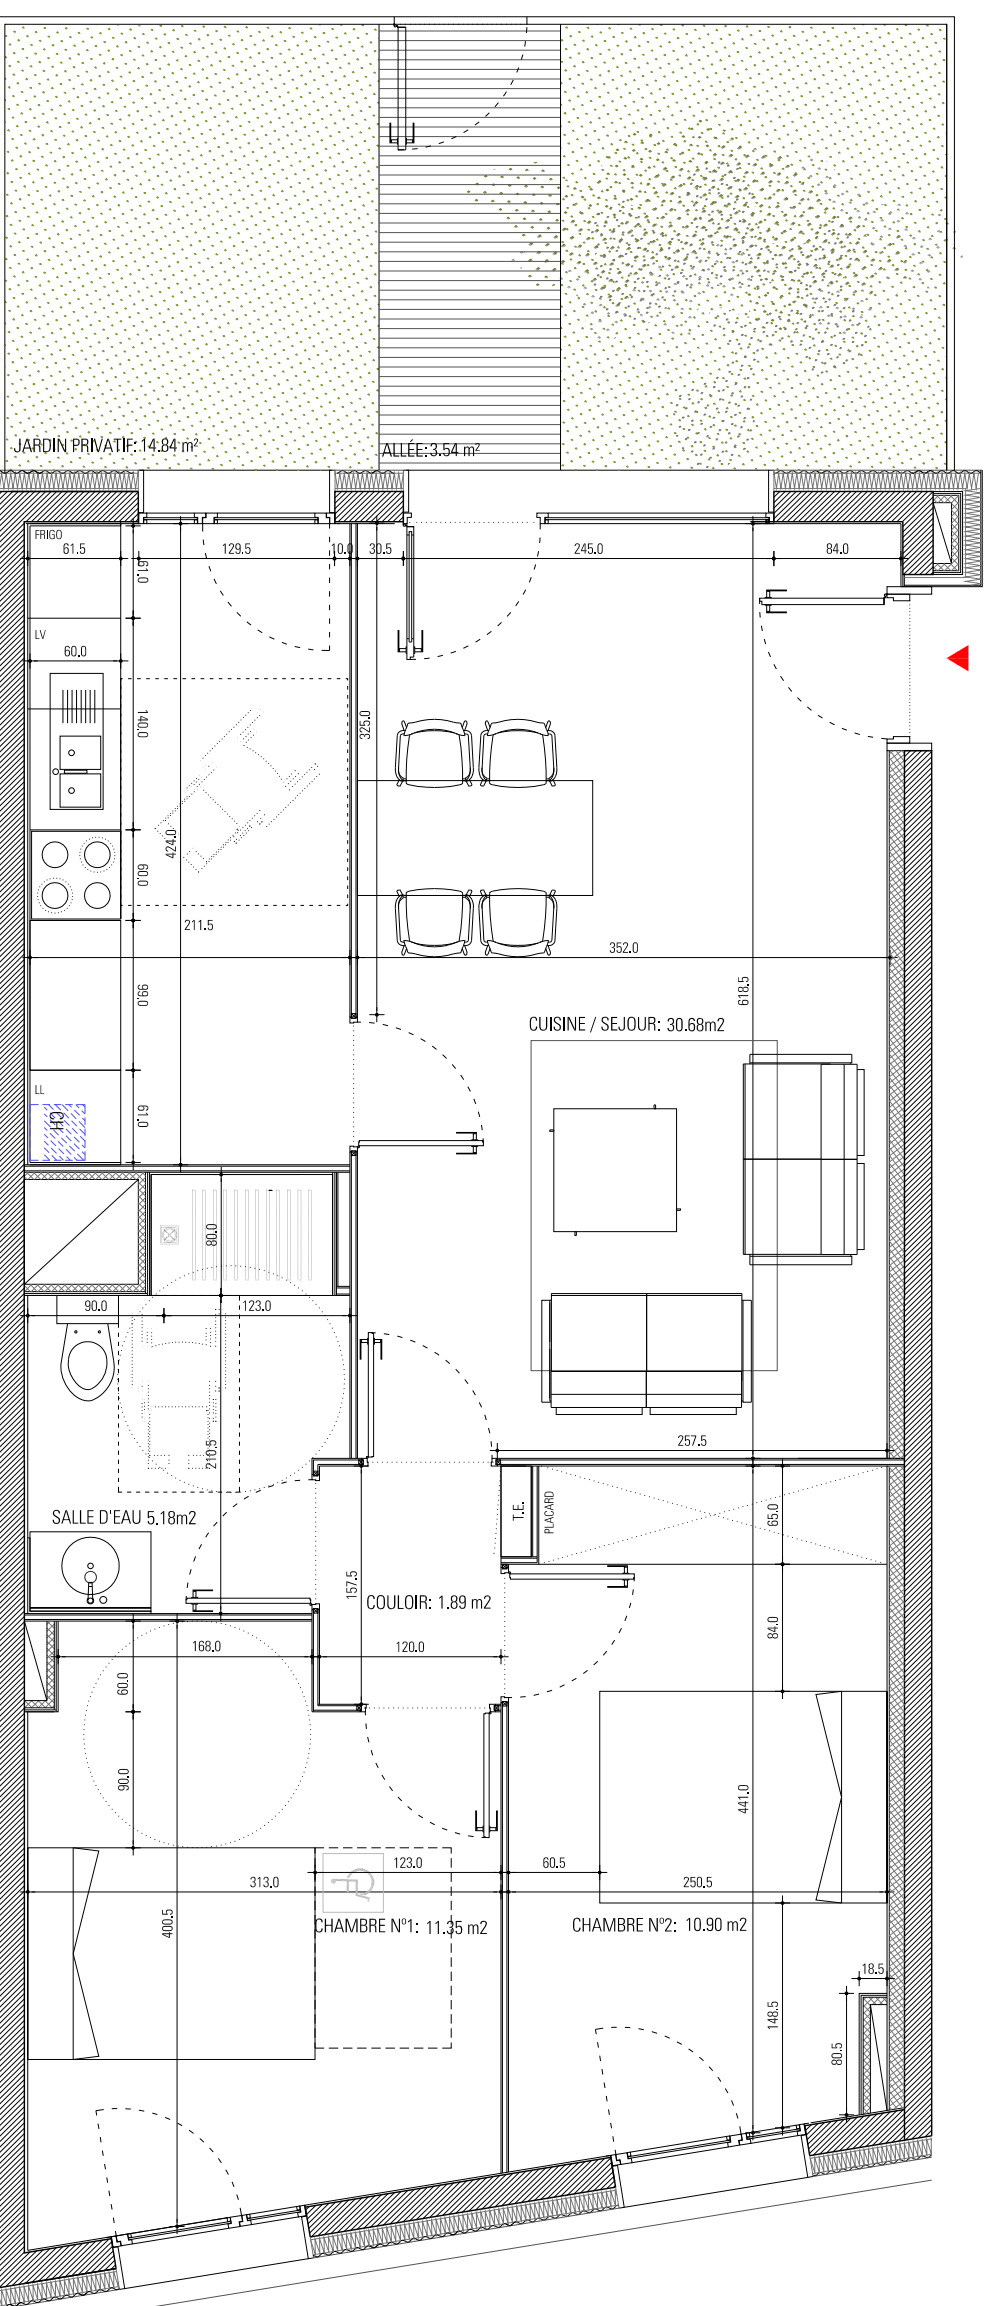 JARDIN PRIVATIF: 14.84 m²
ALLÉE: 3.54 m²
FRIGO
61.5
129.5
10.0
30.5
245.0
84.0
61.0
LV
60.0
140.0
325.0
424.0
60.0
211.5
352.0
99.0
618.5
CUISINE / SEJOUR: 30.68m2
LL
CH
61.0
80.0
90.0
123.0
257.5
210.5
SALLE D'EAU 5.18m2
T.E.
PLACARD
65.0
157.5
COULOIR: 1.89 m2
84.0
168.0
120.0
60.0
90.0
441.0
123.0
60.5
313.0
250.5
400.5
CHAMBRE Nº1: 11.35 m2
CHAMBRE Nº2: 10.90 m2
18.5
148.5
80.5